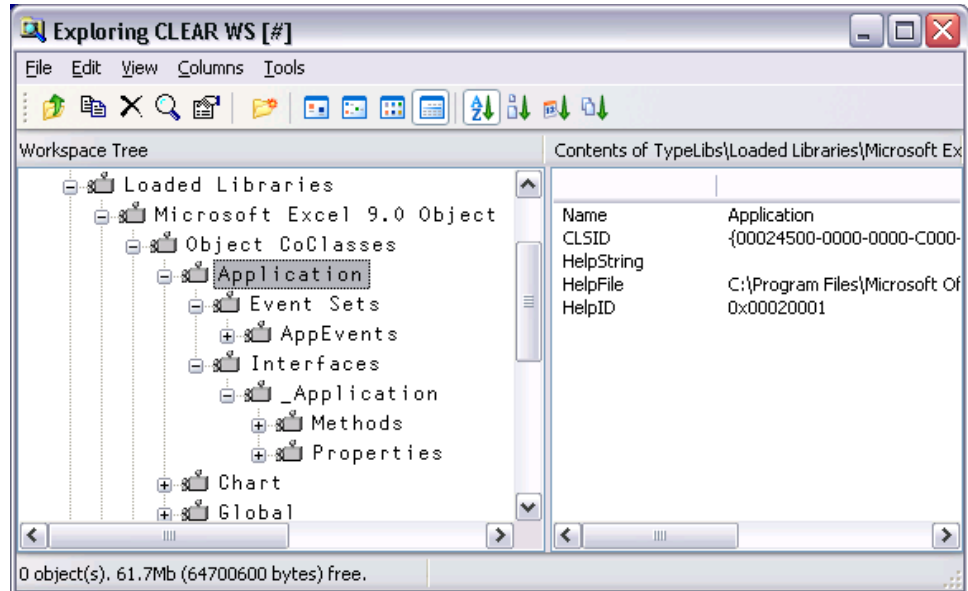 Exploring CLEAR WS [#]
File Edit View Columns Tools
Workspace Tree
Contents of TypeLibs\Loaded Libraries\Microsoft Ex
Loaded Libraries
Microsoft Excel 9.0 Object
Object CoClasses
Application
Event Sets
AppEvents
Interfaces
_Application
Methods
Properties
Chart
Global
Name Application
CLSID {00024500-0000-0000-C000-
HelpString
HelpFile C:\Program Files\Microsoft Of
HelpID 0x00020001
0 object(s). 61.7Mb (64700600 bytes) free.